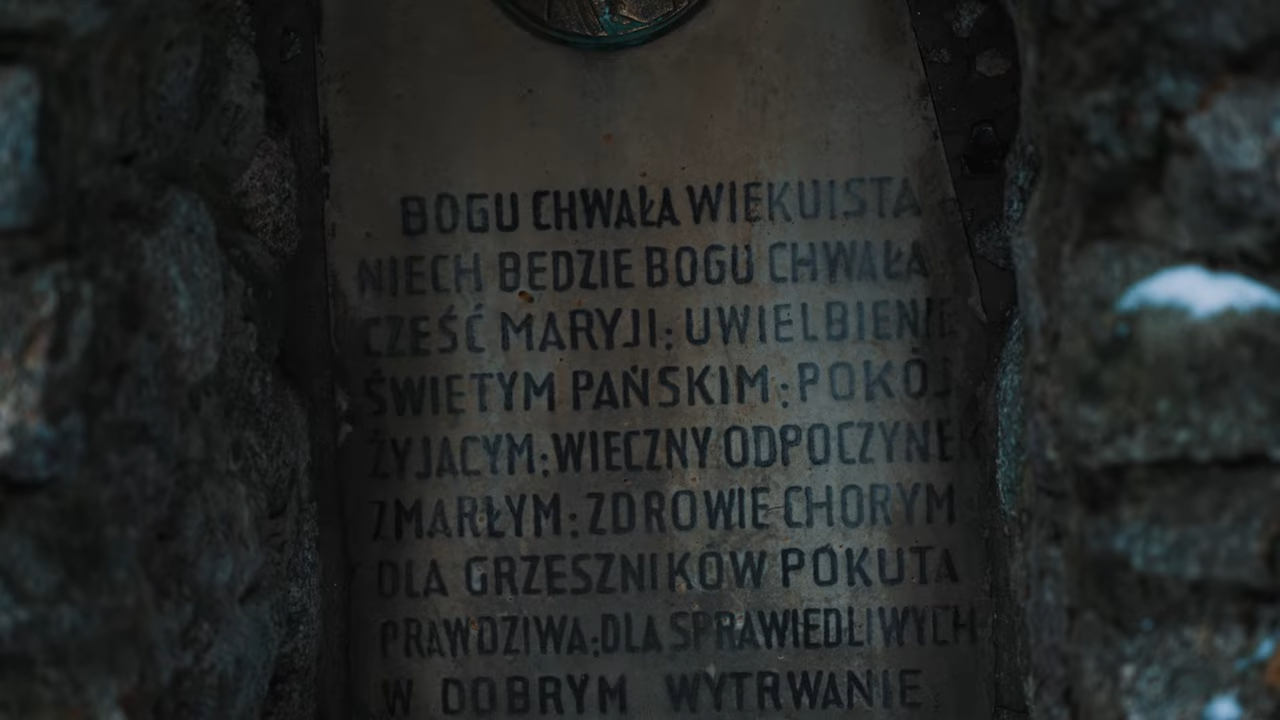 BOGU CHWAŁA WIEKUISTA
NIECH BEDZIE BOGU CHWAŁA
CZEŚĆ MARYJI: UWIELBIENIE
ŚWIETYM PAŃSKIM: POKÓJ
ŻYJACYM: WIECZNY ODPOCZYNEK
ZMARŁYM: ZDROWIE CHORYM
DLA GRZESZNIKÓW POKUTA
PRAWDZIWA: DLA SPRAWIEDLIWYCH
W DOBRYM WYTRWANIE